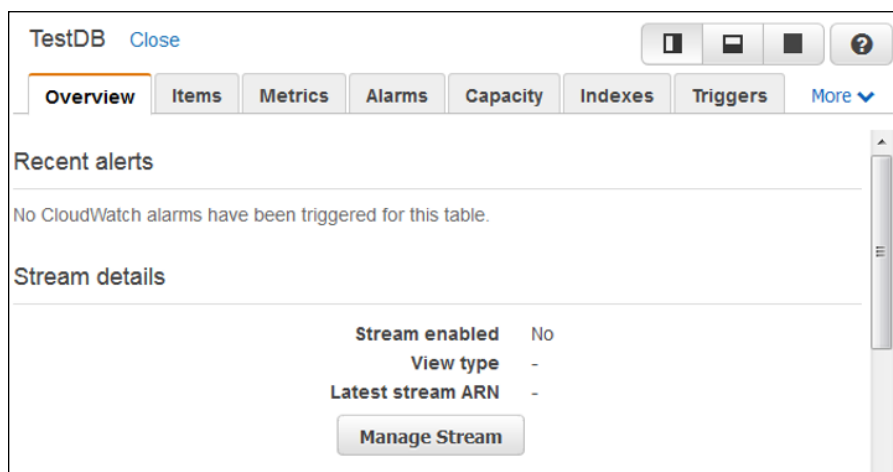 TestDB Close
Overview Items Metrics Alarms Capacity Indexes Triggers More
Recent alerts
No CloudWatch alarms have been triggered for this table.
Stream details
Stream enabled No
View type -
Latest stream ARN -
Manage Stream